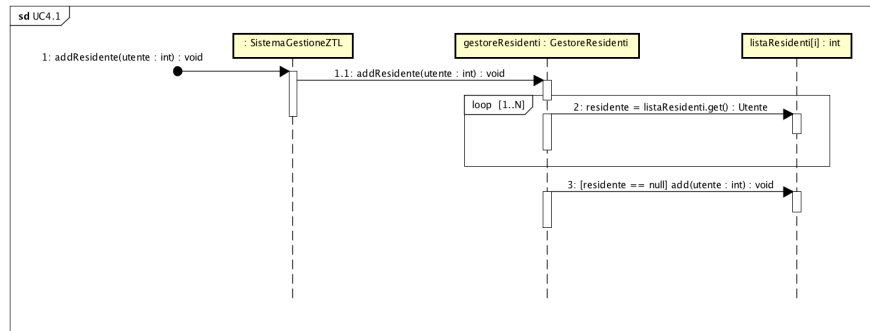 sd UC4.1
: SistemaGestioneZTL
gestoreResidenti : GestoreResidenti
listaResidenti[i] : int
1: addResidente(utente : int) : void
1.1: addResidente(utente : int) : void
loop [1..N]
2: residente = listaResidenti.get() : Utente
3: [residente == null] add(utente : int) : void